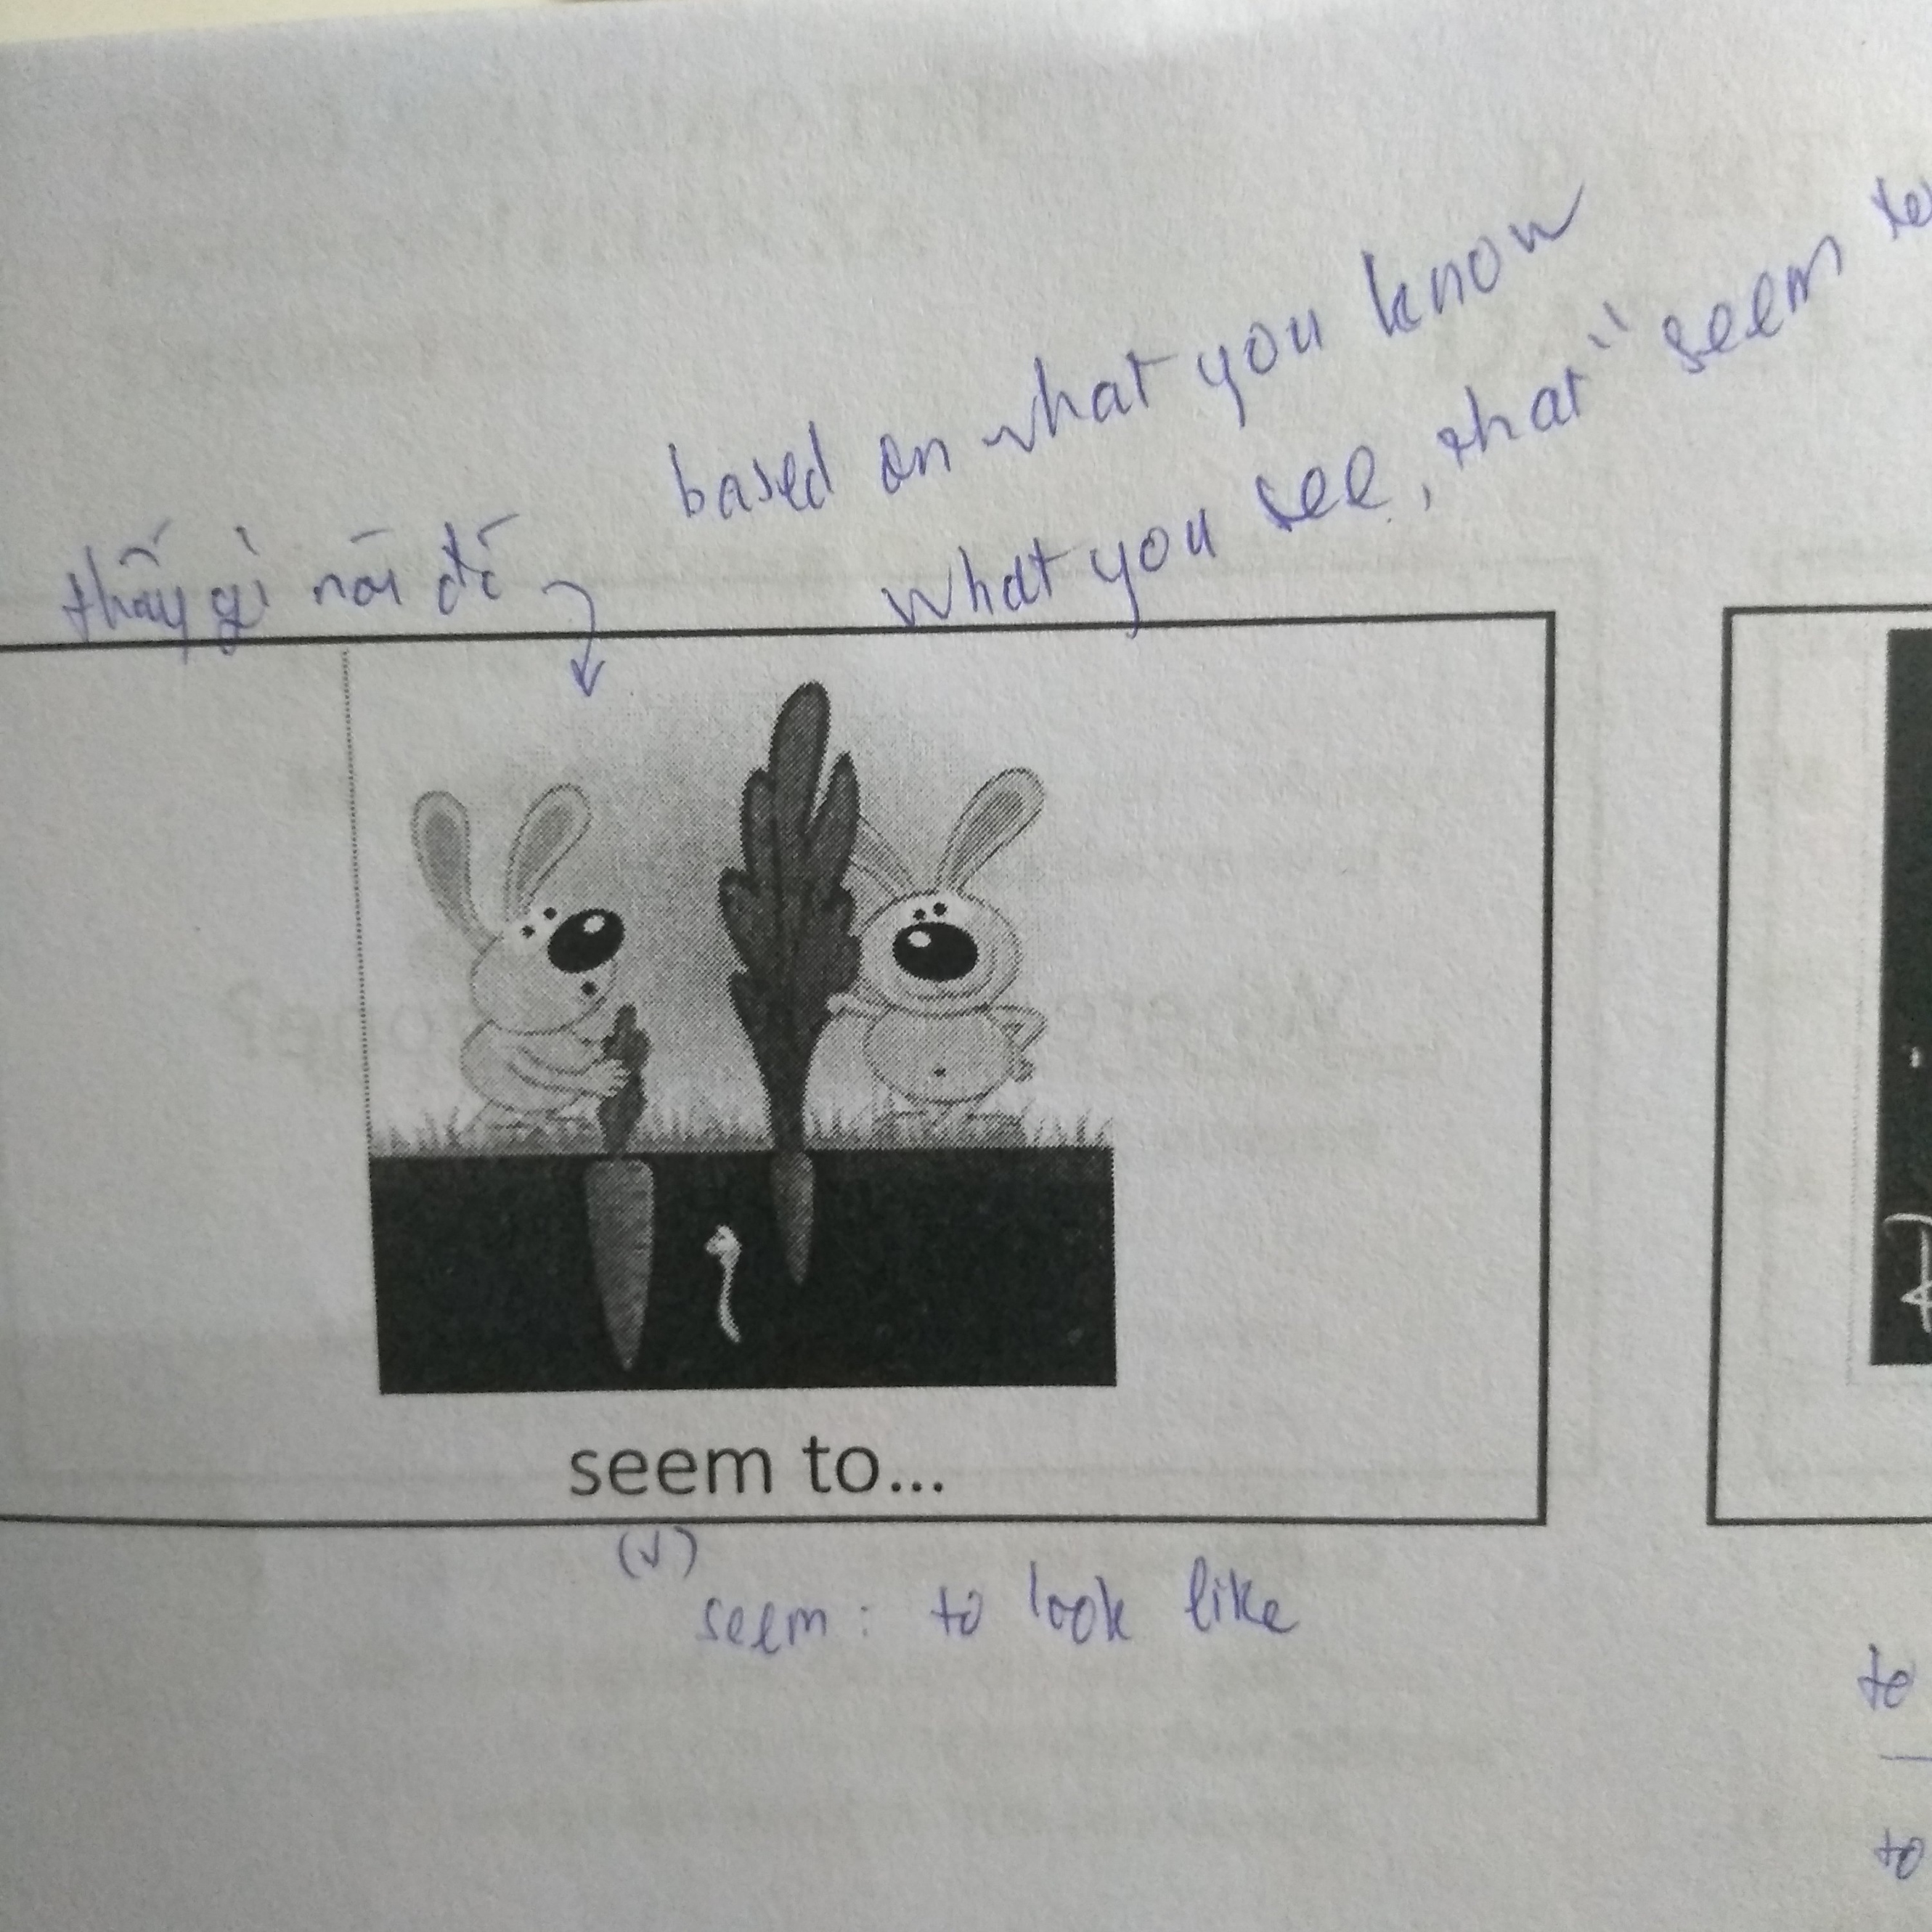 based on what you know
what you see, that" seem
thấy gì nói đó
seem to...
(v)
seem: to look like
to
to